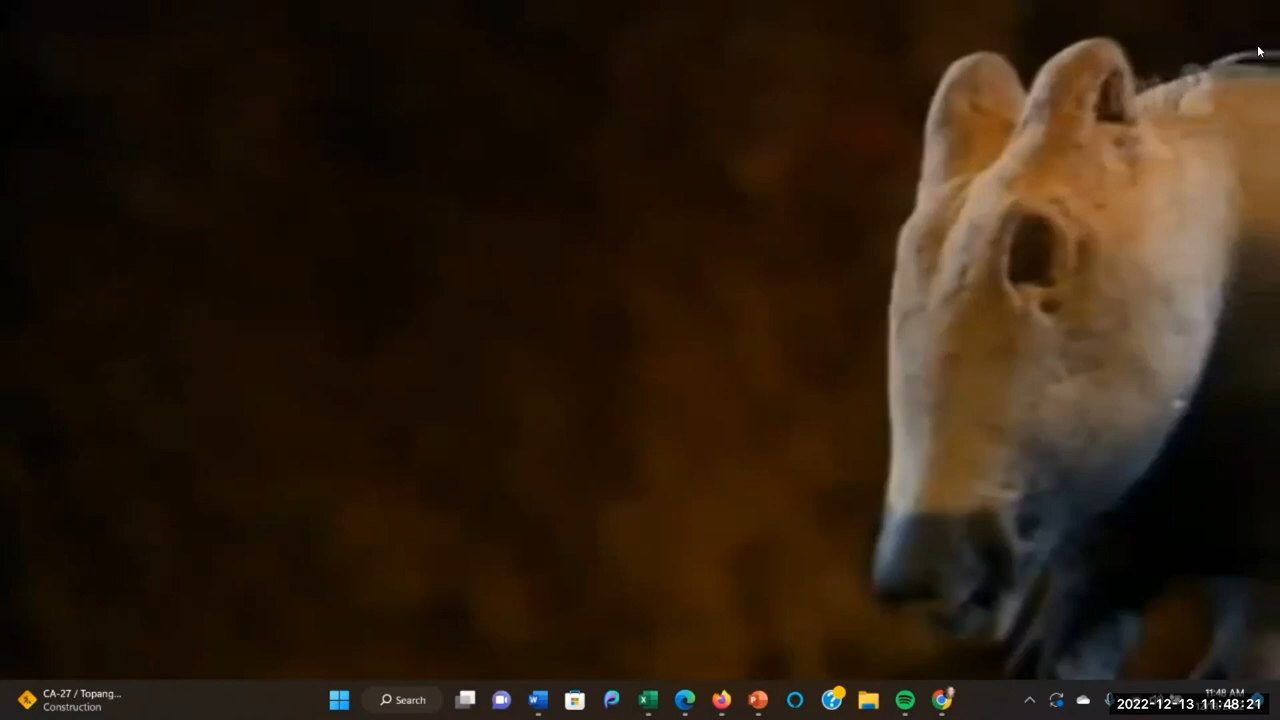 CA-27 / Topang...
Construction
Search
11:48 AM
2022-12-13 11:48:21